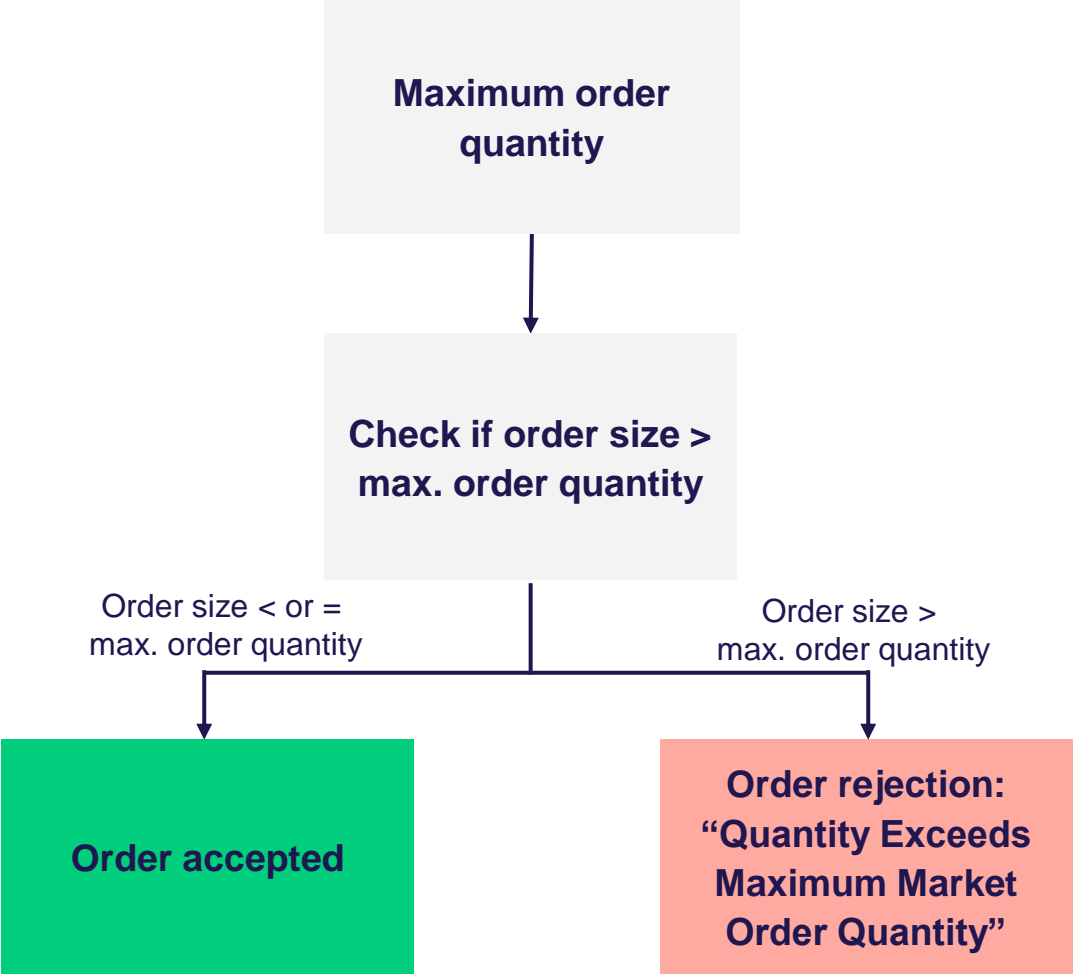 Maximum order
quantity
Check if order size >
max. order quantity
Order size < or =
max. order quantity
Order size >
max. order quantity
Order accepted
Order rejection:
“Quantity Exceeds
Maximum Market
Order Quantity”